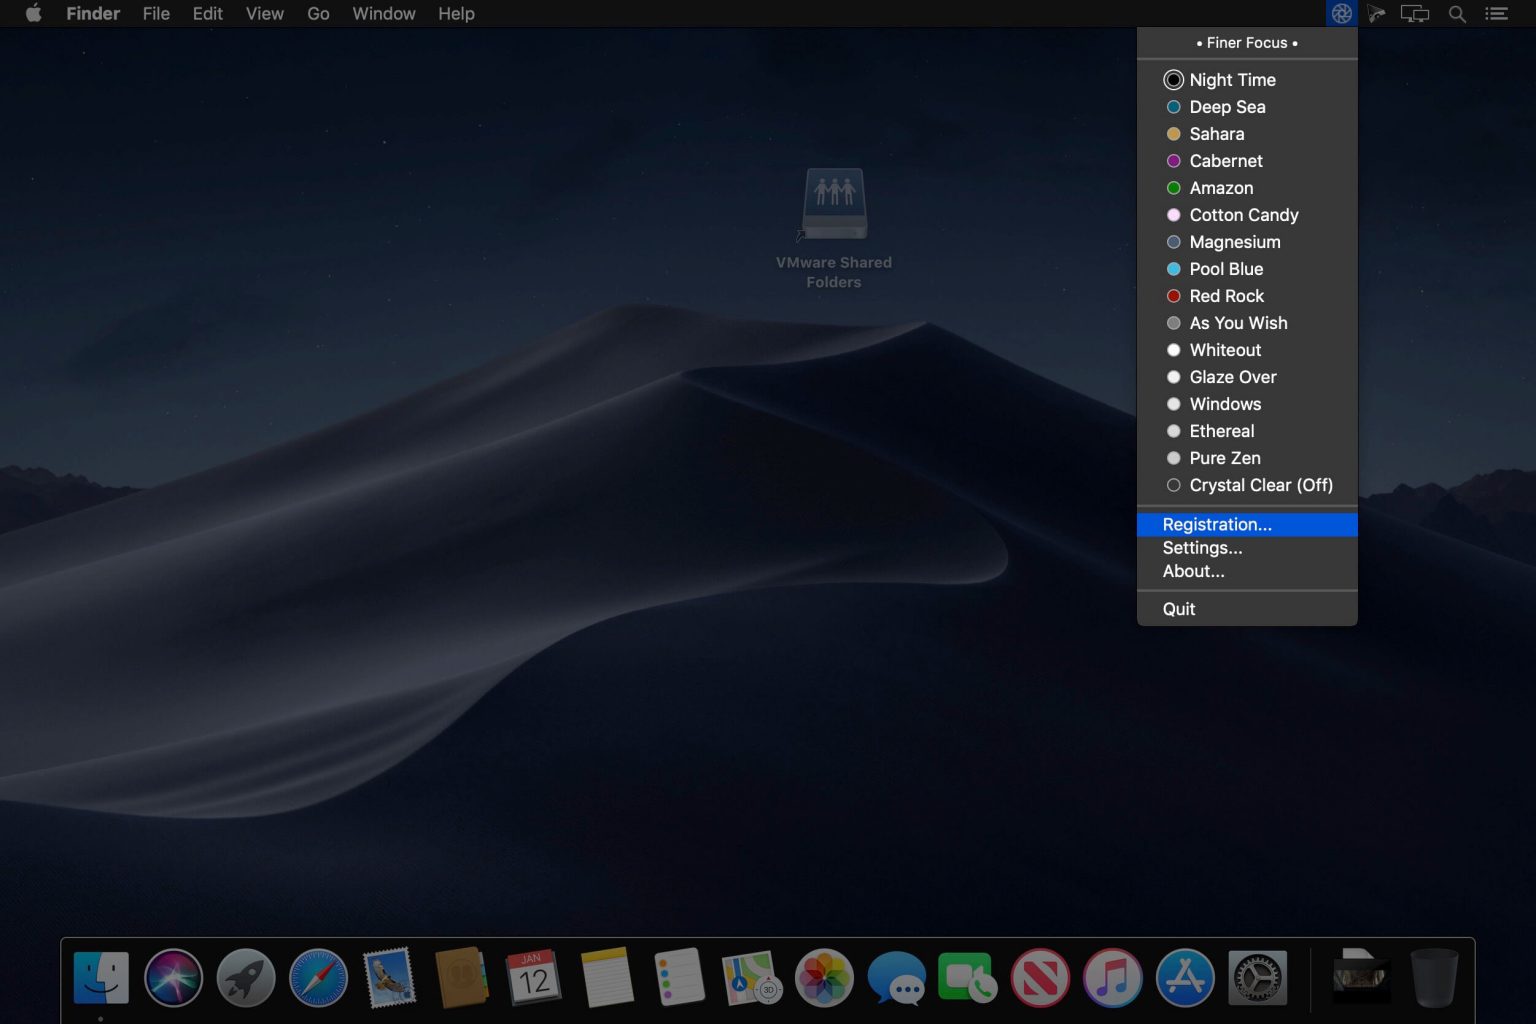 Finder File Edit View Go Window Help
• Finer Focus •
Night Time
Deep Sea
Sahara
Cabernet
Amazon
Cotton Candy
Magnesium
Pool Blue
Red Rock
As You Wish
Whiteout
Glaze Over
Windows
Ethereal
Pure Zen
Crystal Clear (Off)
Registration...
Settings...
About...
Quit
VMware Shared
Folders
JAN
12
3D